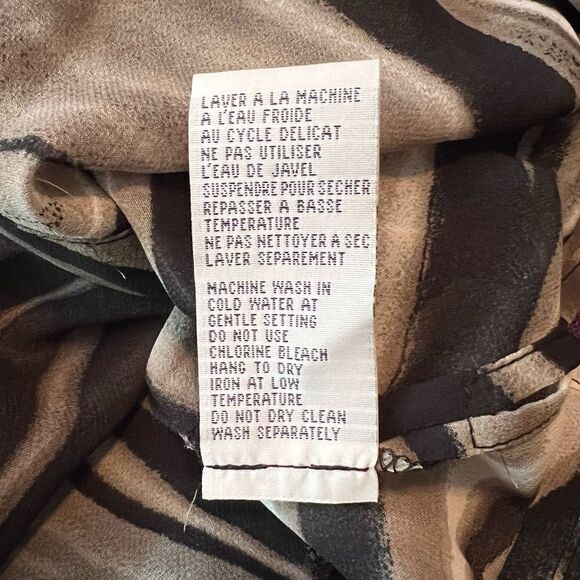 LAVER A LA MACHINE
A L'EAU FROIDE
AU CYCLE DELICAT
NE PAS UTILISER
L'EAU DE JAVEL
SUSPENDRE POUR SECHER
REPASSER A BASSE
TEMPERATURE
NE PAS NETTOYER A SEC
LAVER SEPAREMENT
MACHINE WASH IN
COLD WATER AT
GENTLE SETTING
DO NOT USE
CHLORINE BLEACH
HANG TO DRY
IRON AT LOW
TEMPERATURE
DO NOT DRY CLEAN
WASH SEPARATELY